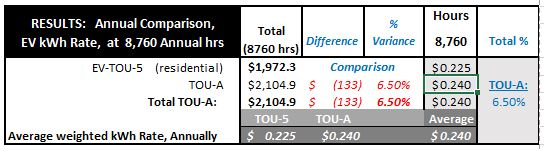 RESULTS: Annual Comparison, EV kWh Rate, at 8,760 Annual hrs
Total (8760 hrs) Difference % Variance Hours 8,760 Total %
EV-TOU-5 (residential) $1,972.3 Comparison $0.225
TOU-A $2,104.9 $ (133) 6.50% $0.240 TOU-A:
Total TOU-A: $2,104.9 $ (133) 6.50% $0.240 6.50%
TOU-5 TOU-A Average
Average weighted kWh Rate, Annually $ 0.225 $0.240 $0.240